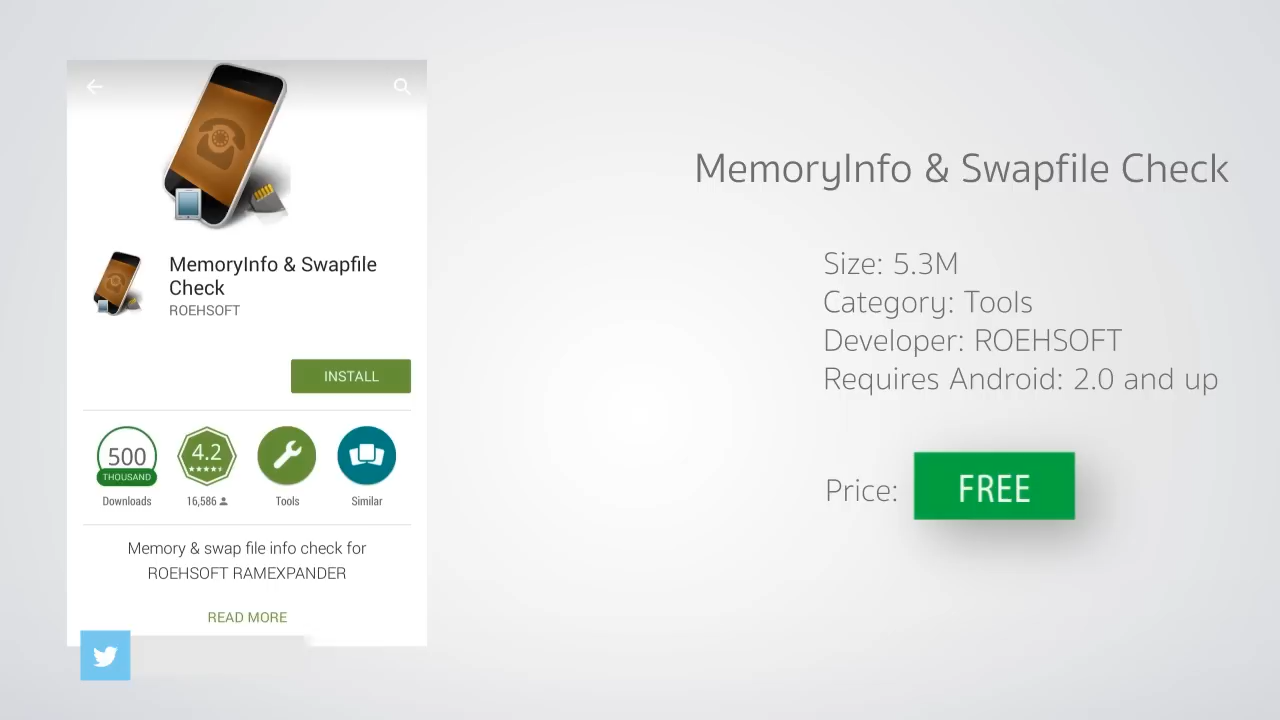 MemoryInfo & Swapfile
Check
ROEHSOFT
INSTALL
500
THOUSAND
Downloads
4.2
16,586
Tools
Similar
Memory & swap file info check for
ROEHSOFT RAMEXPANDER
READ MORE
MemoryInfo & Swapfile Check
Size: 5.3M
Category: Tools
Developer: ROEHSOFT
Requires Android: 2.0 and up
Price: FREE